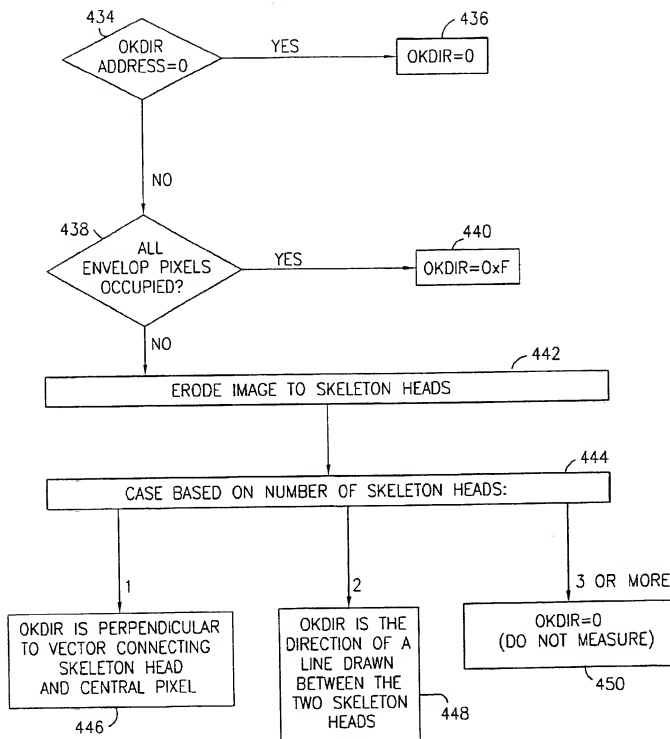 434
OKDIR
ADDRESS=0
YES
436
OKDIR=0
NO
438
ALL
ENVELOP PIXELS
OCCUPIED?
YES
440
OKDIR=0xF
NO
442
ERODE IMAGE TO SKELETON HEADS
444
CASE BASED ON NUMBER OF SKELETON HEADS:
1
2
3 OR MORE
OKDIR IS PERPENDICULAR
TO VECTOR CONNECTING
SKELETON HEAD
AND CENTRAL PIXEL
446
OKDIR IS THE
DIRECTION OF A
LINE DRAWN
BETWEEN THE
TWO SKELETON
HEADS
448
OKDIR=0
(DO NOT MEASURE)
450